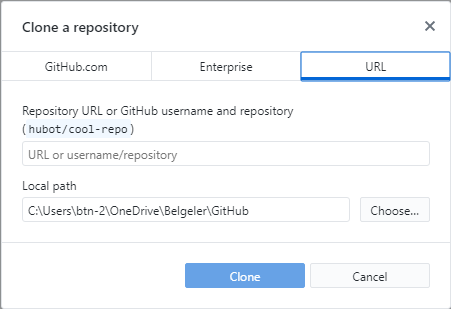 Clone a repository
GitHub.com
Enterprise
URL
Repository URL or GitHub username and repository
(hubot/cool-repo)
URL or username/repository
Local path
C:\Users\btn-2\OneDrive\Belgeler\GitHub
Choose...
Clone
Cancel